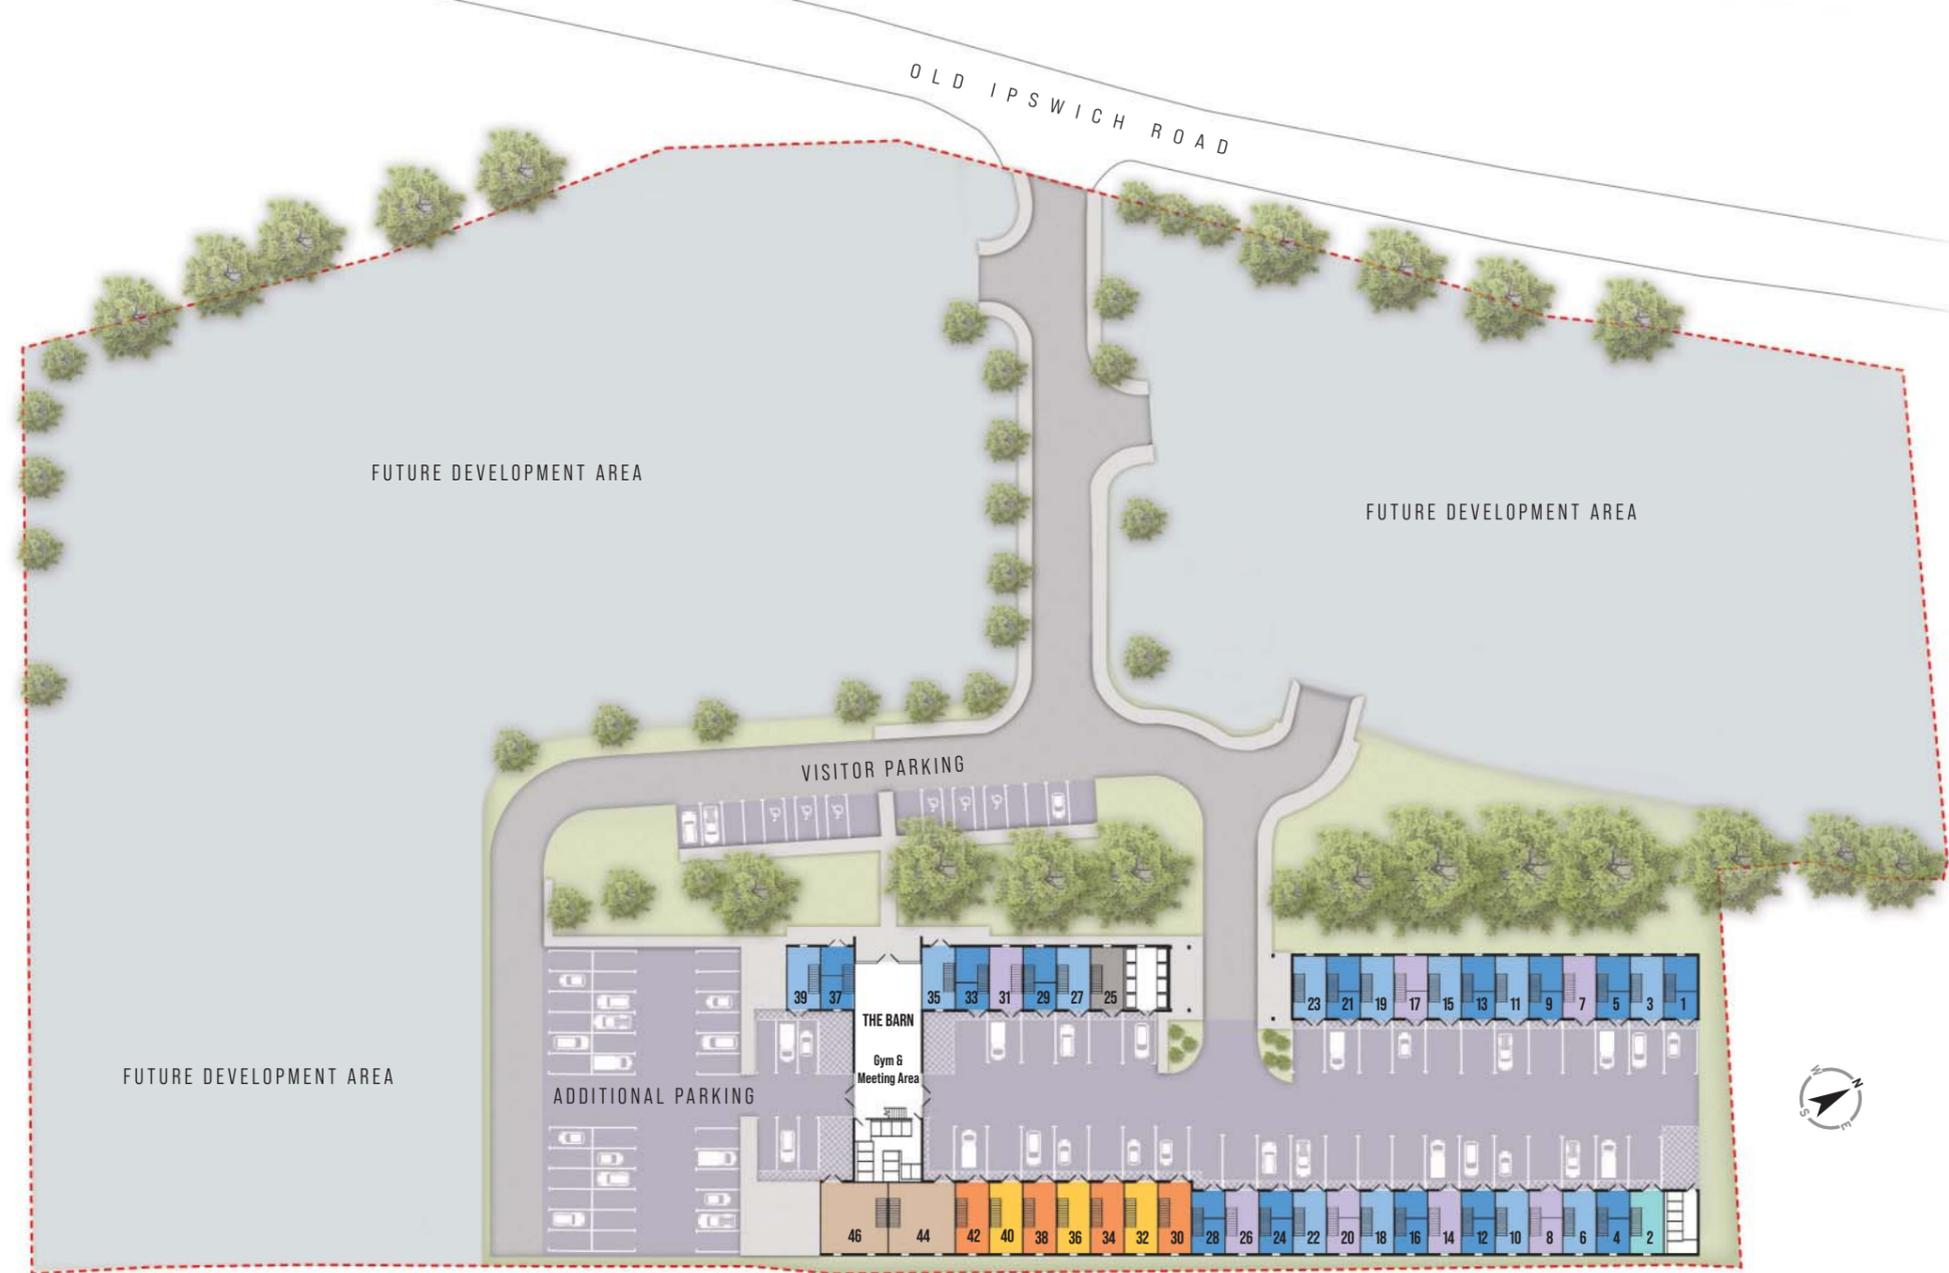 OLD IPSWICH ROAD
FUTURE DEVELOPMENT AREA
FUTURE DEVELOPMENT AREA
VISITOR PARKING
39 37 35 33 31 29 27 25 23 21 19 17 15 13 11 9 7 5 3 1
THE BARN
Gym &
Meeting Area
FUTURE DEVELOPMENT AREA
ADDITIONAL PARKING
W N
S E
46 44 42 40 38 36 34 32 30 28 26 24 22 20 18 16 14 12 10 8 6 4 2